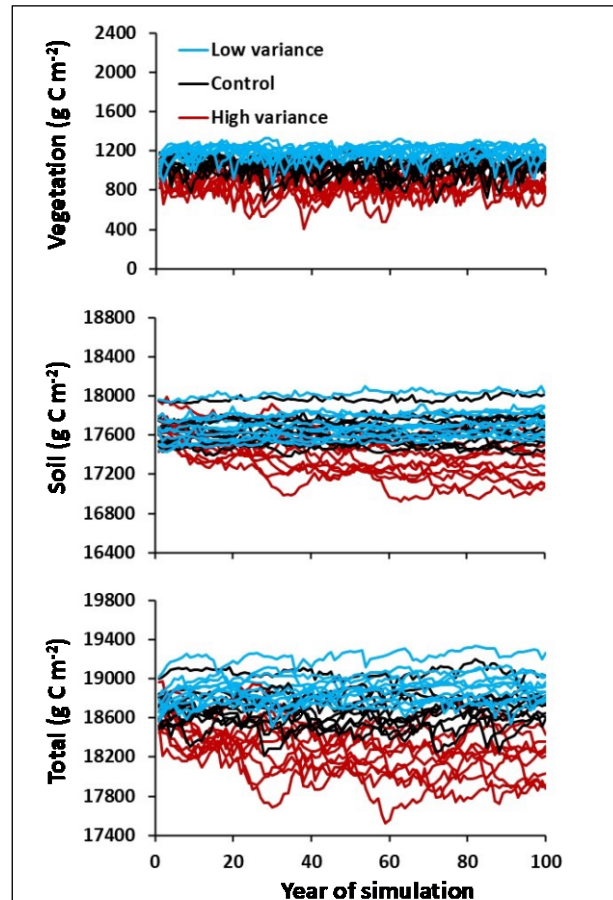 Vegetation (g C m⁻²)
2400
2000
1600
1200
800
400
0
Low variance
Control
High variance
Soil (g C m⁻²)
18800
18400
18000
17600
17200
16800
16400
Total (g C m⁻²)
19800
19400
19000
18600
18200
17800
17400
0 20 40 60 80 100
Year of simulation